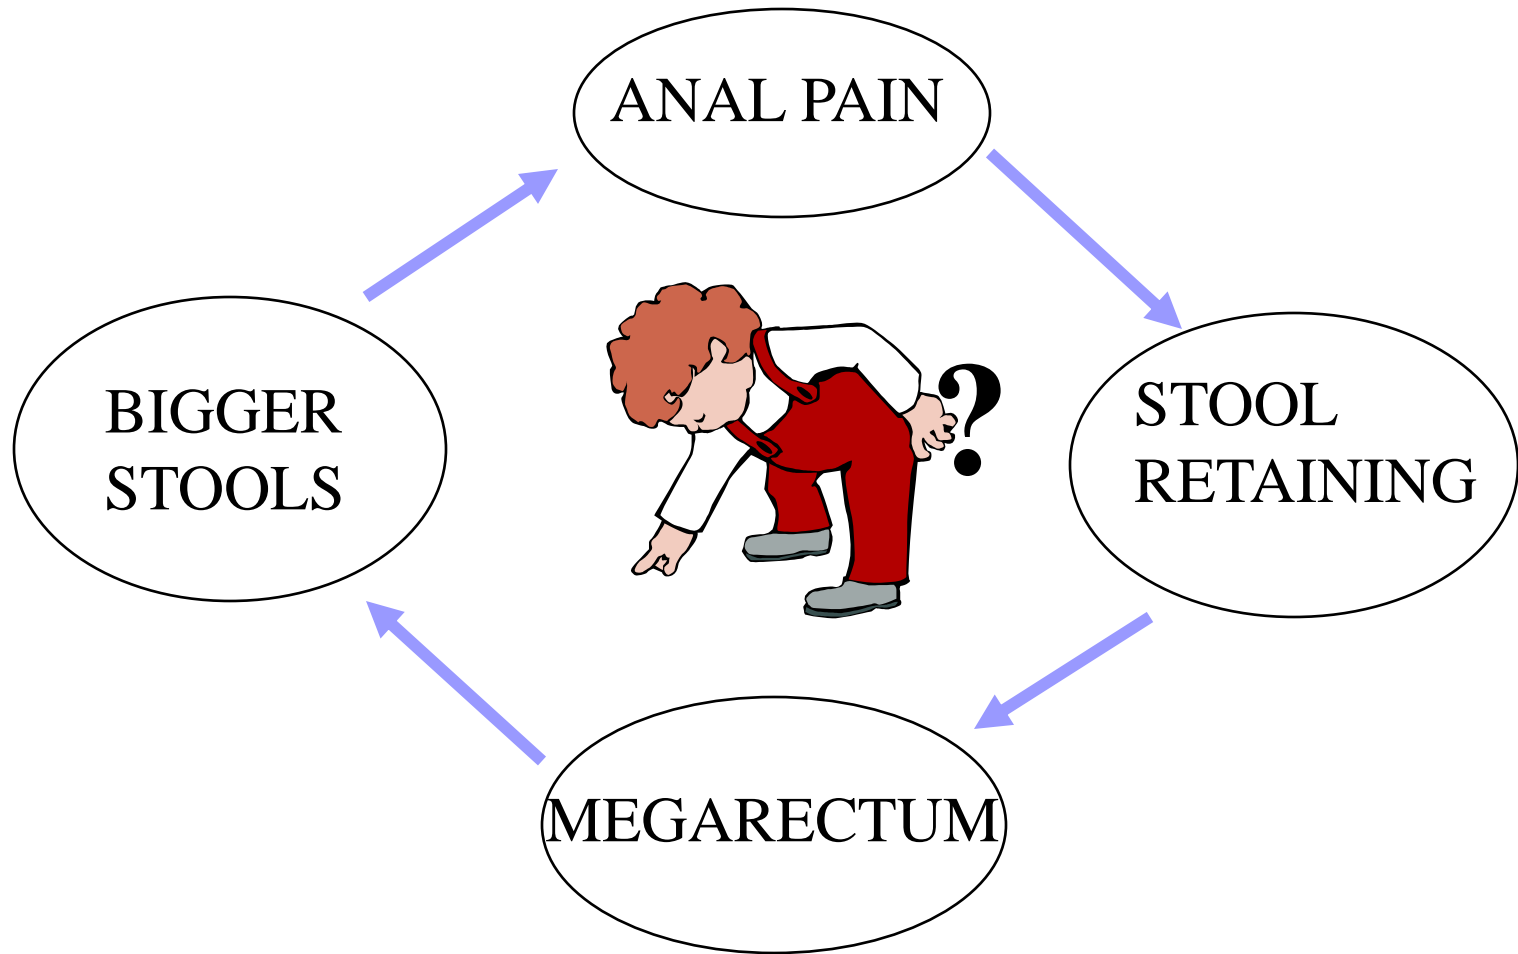 ANAL PAIN
BIGGER
STOOLS
?
STOOL
RETAINING
MEGARECTUM